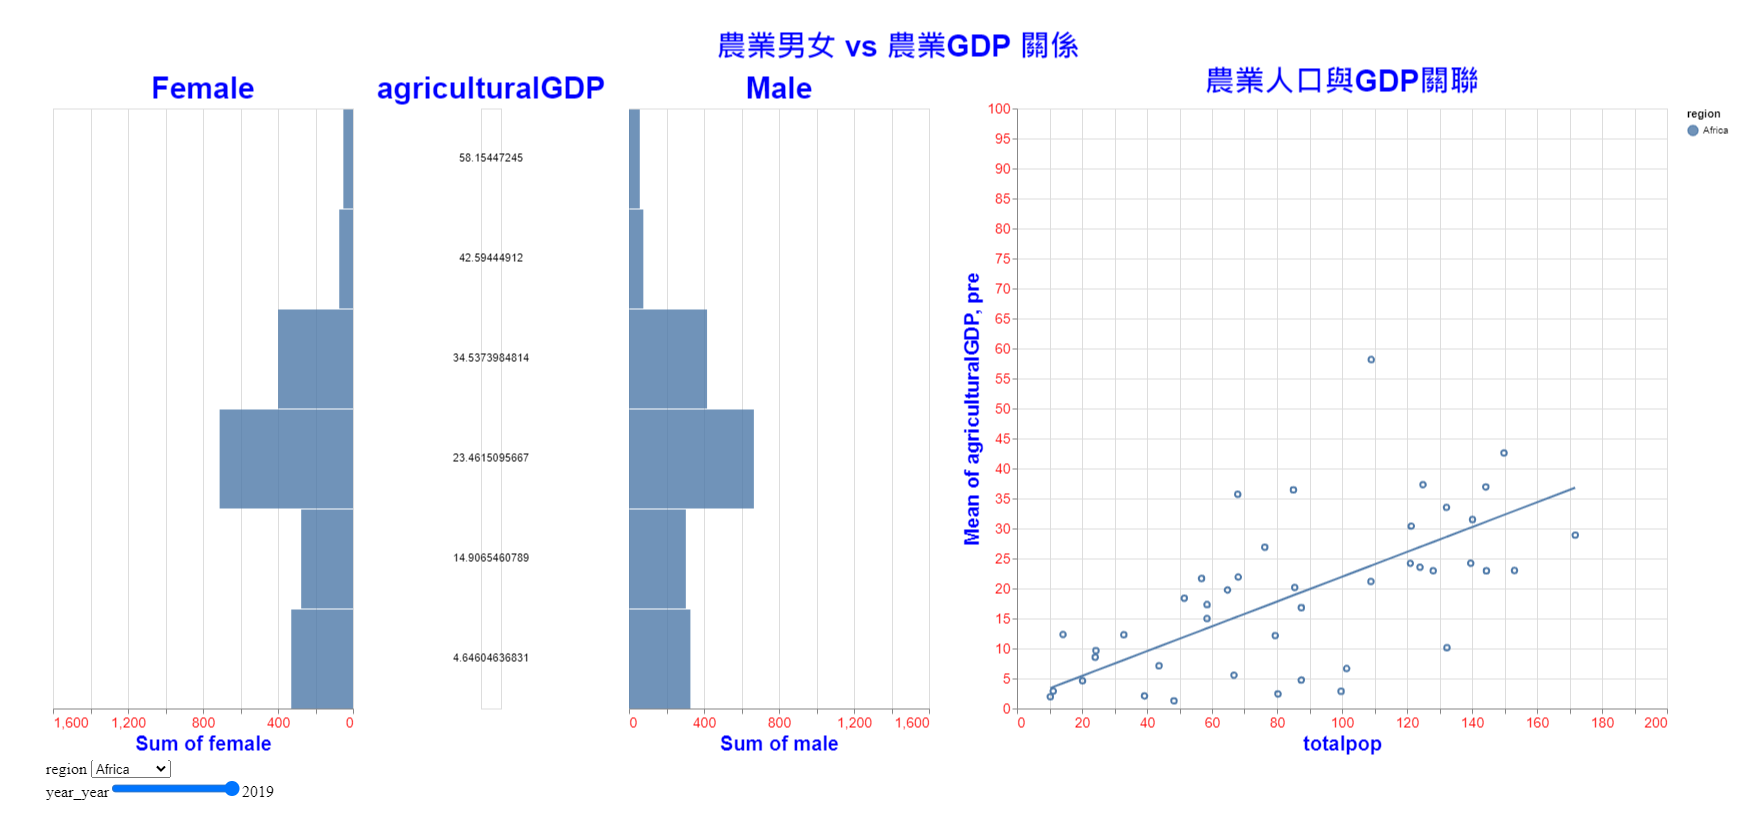 農業男女 vs 農業GDP 關係
Female
agriculturalGDP
Male
農業人口與GDP關聯
58.15447245
42.59444912
34.5373984814
23.4615095667
14.9065460789
4.64604636831
1,600 1,200 800 400 0
Sum of female
0 400 800 1,200 1,600
Sum of male
100
95
90
85
80
75
70
65
60
55
50
45
40
35
30
25
20
15
10
5
0
Mean of agriculturalGDP, pre
0 20 40 60 80 100 120 140 160 180 200
totalpop
region
Africa
region Africa
year_year 2019